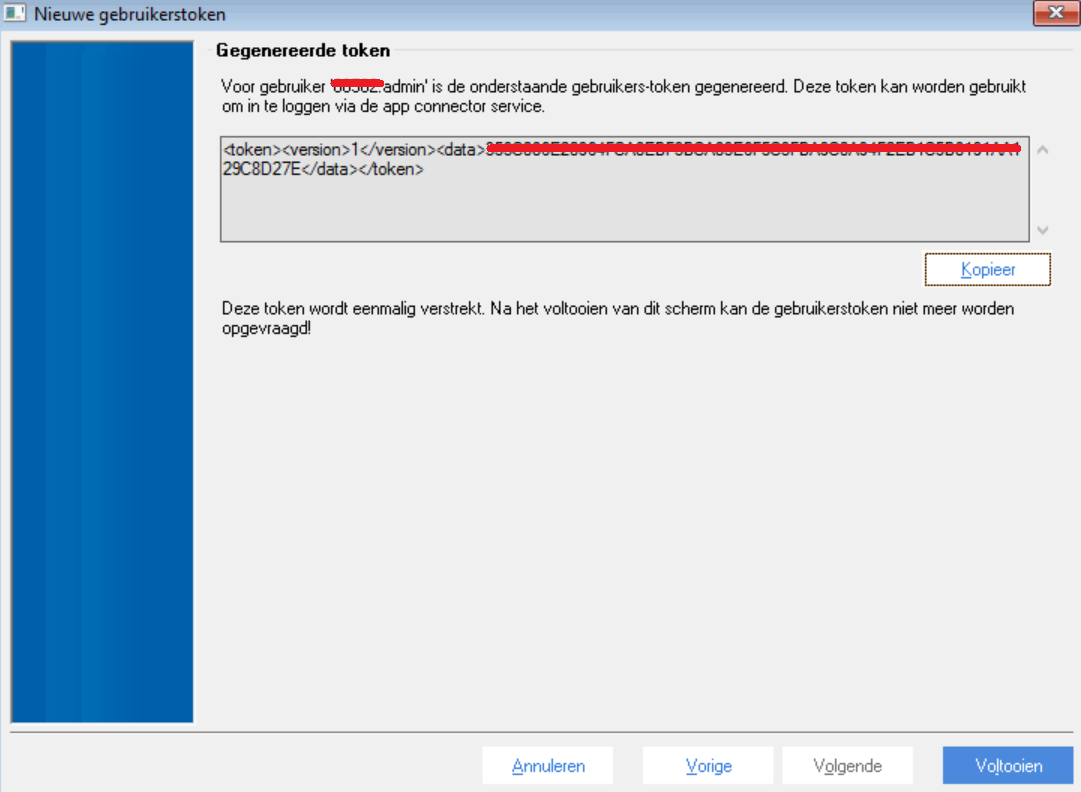 Nieuwe gebruikerstoken
Gegenereerde token
Voor gebruiker 'admin' is de onderstaande gebruikers-token gegenereerd. Deze token kan worden gebruikt
om in te loggen via de app connector service.
<token><version>1</version><data>
29C8D27E</data></token>
Kopieer
Deze token wordt eenmalig verstrekt. Na het voltooien van dit scherm kan de gebruikerstoken niet meer worden
opgevraagd!
Annuleren
Vorige
Volgende
Voltooien